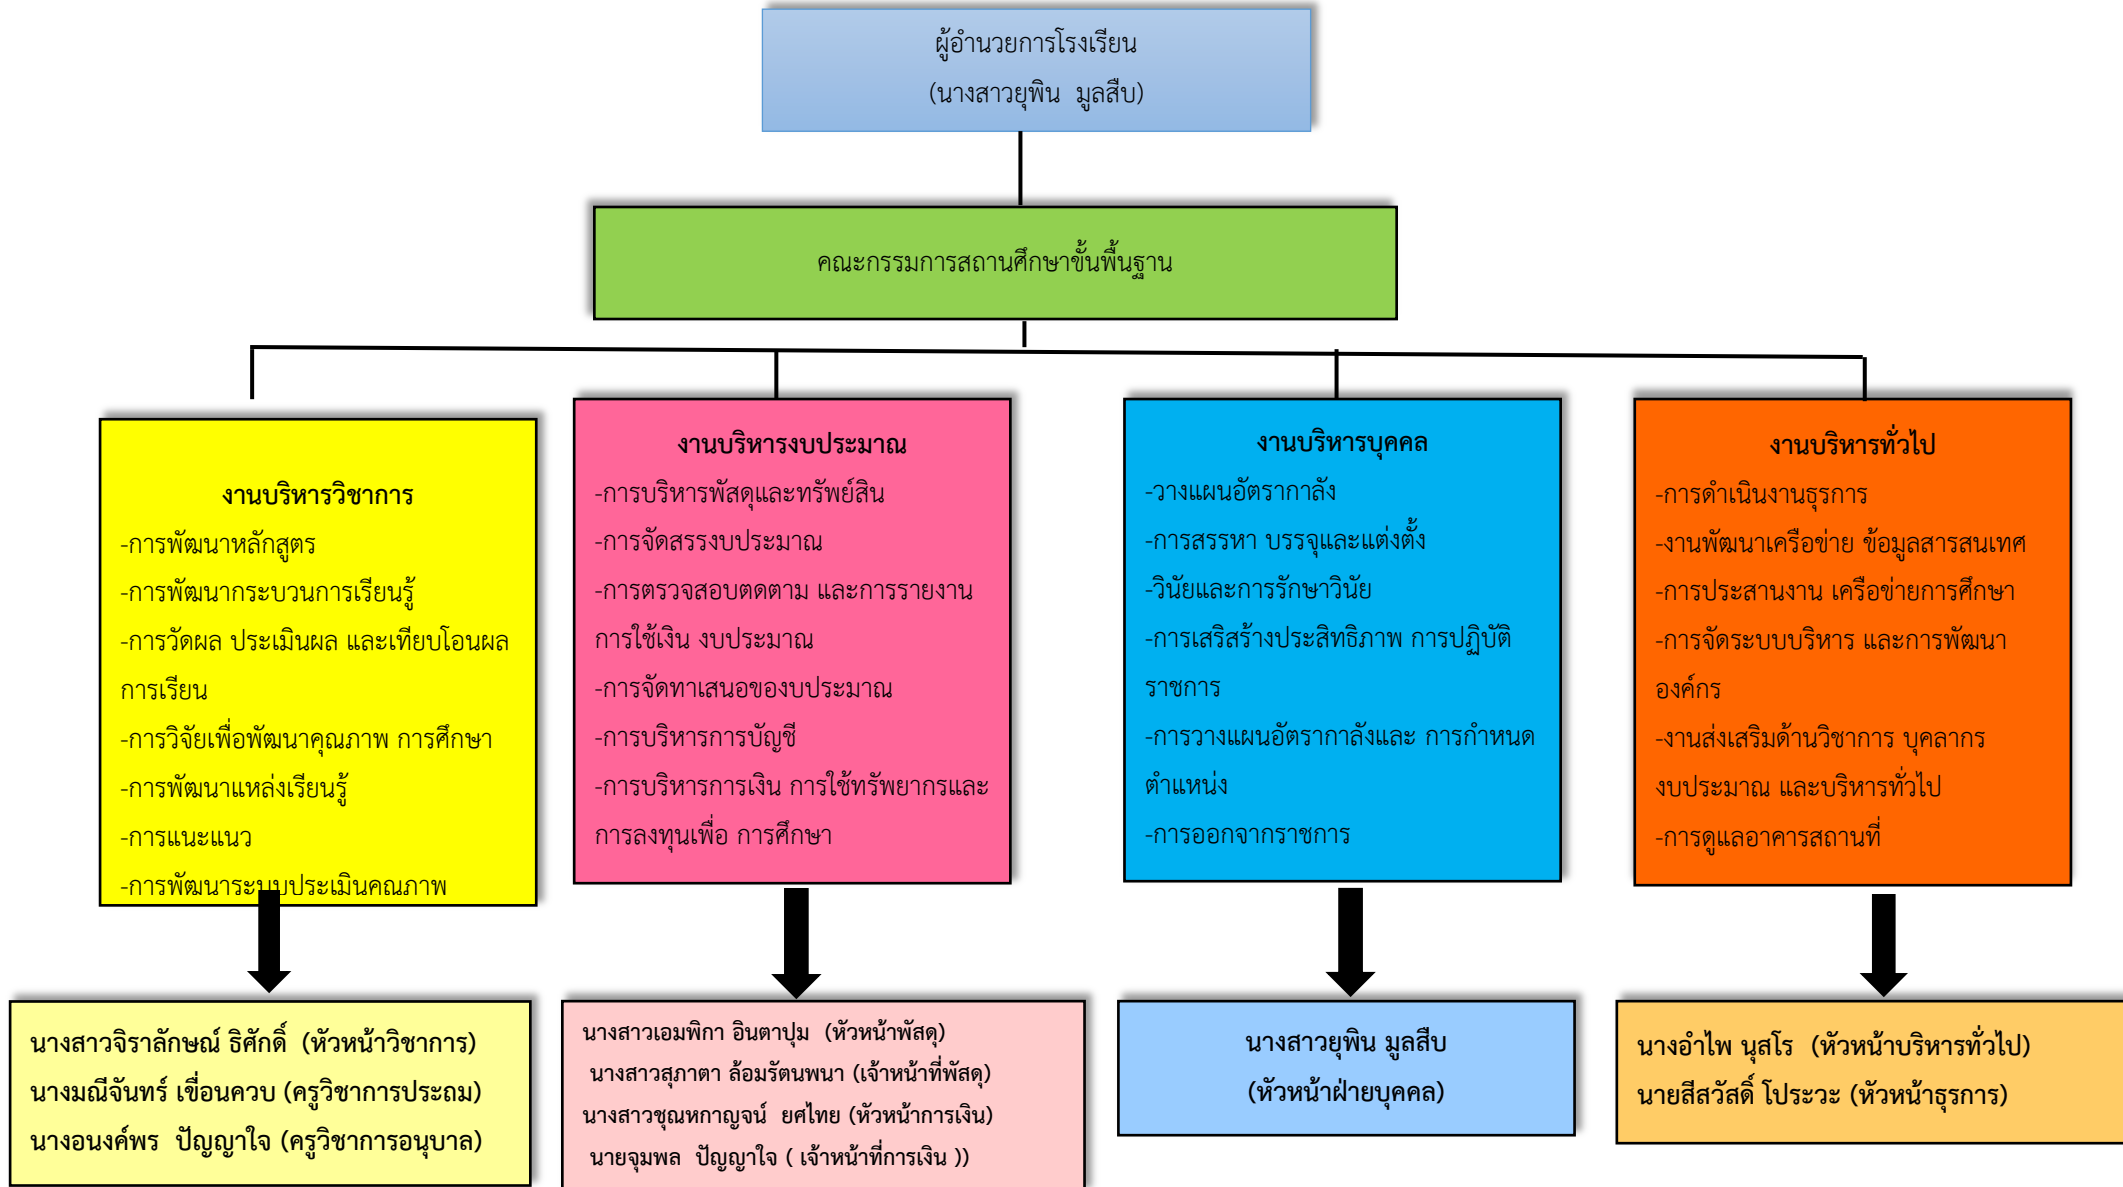 ผู้อำนวยการโรงเรียน
(นางสาวยุพิน มูลสืบ)
คณะกรรมการสถานศึกษาขั้นพื้นฐาน
งานบริหารวิชาการ
-การพัฒนาหลักสูตร
-การพัฒนากระบวนการเรียนรู้
-การวัดผล ประเมินผล และเทียบโอนผล
การเรียน
-การวิจัยเพื่อพัฒนาคุณภาพ การศึกษา
-การพัฒนาแหล่งเรียนรู้
-การแนะแนว
-การพัฒนาระบบประเมินคุณภาพ
งานบริหารงบประมาณ
-การบริหารพัสดุและทรัพย์สิน
-การจัดสรรงบประมาณ
-การตรวจสอบตดตาม และการรายงาน
การใช้เงิน งบประมาณ
-การจัดทาเสนอของบประมาณ
-การบริหารการบัญชี
-การบริหารการเงิน การใช้ทรัพยากรและ
การลงทุนเพื่อ การศึกษา
งานบริหารบุคคล
-วางแผนอัตรากาลัง
-การสรรหา บรรจุและแต่งตั้ง
-วินัยและการรักษาวินัย
-การเสริสร้างประสิทธิภาพ การปฏิบัติ
ราชการ
-การวางแผนอัตรากาลังและ การกำหนด
ตำแหน่ง
-การออกจากราชการ
งานบริหารทั่วไป
-การดำเนินงานธุรการ
-งานพัฒนาเครือข่าย ข้อมูลสารสนเทศ
-การประสานงาน เครือข่ายการศึกษา
-การจัดระบบบริหาร และการพัฒนา
องค์กร
-งานส่งเสริมด้านวิชาการ บุคลากร
งบประมาณ และบริหารทั่วไป
-การดูแลอาคารสถานที่
นางสาวจิราลักษณ์ ธิศักดิ์ (หัวหน้าวิชาการ)
นางมณีจันทร์ เขื่อนควบ (ครูวิชาการประถม)
นางอนงค์พร ปัญญาใจ (ครูวิชาการอนุบาล)
นางสาวเอมพิกา อินตาปุม (หัวหน้าพัสดุ)
นางสาวสุภาตา ล้อมรัตนพนา (เจ้าหน้าที่พัสดุ)
นางสาวชุณหกาญจน์ ยศไทย (หัวหน้าการเงิน)
นายจุมพล ปัญญาใจ ( เจ้าหน้าที่การเงิน ))
นางสาวยุพิน มูลสืบ
(หัวหน้าฝ่ายบุคคล)
นางอำไพ นุสโร (หัวหน้าบริหารทั่วไป)
นายสีสวัสดิ์ โประวะ (หัวหน้าธุรการ)